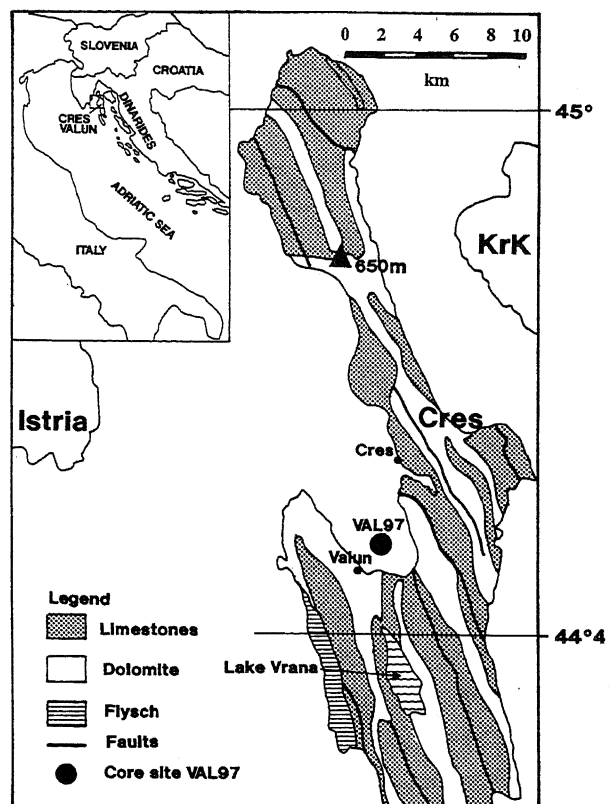 SLOVENIA
CROATIA
CRES
VALUN
DINARIDES
ADRIATIC SEA
ITALY
0 2 4 6 8 10
km
45°
KrK
650m
Istria
Cres
Cres
VAL97
Valun
44°4
Lake Vrana
Legend
Limestones
Dolomite
Flysch
Faults
Core site VAL97